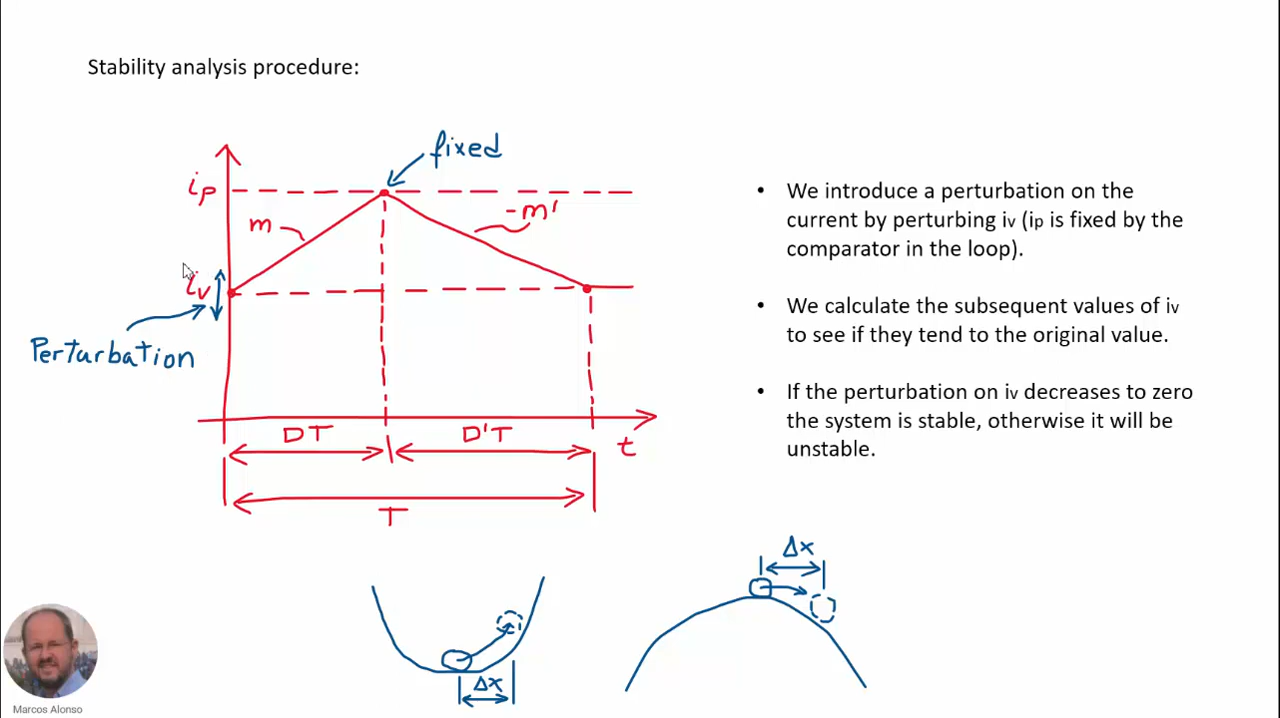 Stability analysis procedure:
fixed
iₚ
m
-m'
iᵥ
Perturbation
DT
D'T
t
T
• We introduce a perturbation on the
current by perturbing iᵥ (iₚ is fixed by the
comparator in the loop).
• We calculate the subsequent values of iᵥ
to see if they tend to the original value.
• If the perturbation on iᵥ decreases to zero
the system is stable, otherwise it will be
unstable.
Δx
Δx
Marcos Alonso